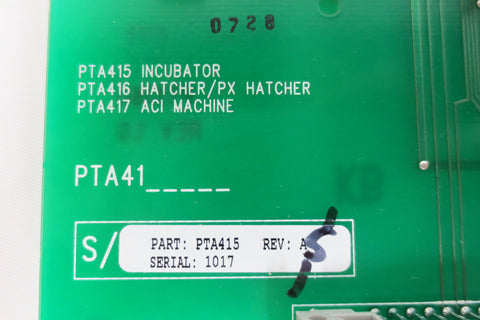 0728
PTA415 INCUBATOR
PTA416 HATCHER/PX HATCHER
PTA417 ACI MACHINE
PTA41_____
S/
PART: PTA415 REV: A
SERIAL: 1017